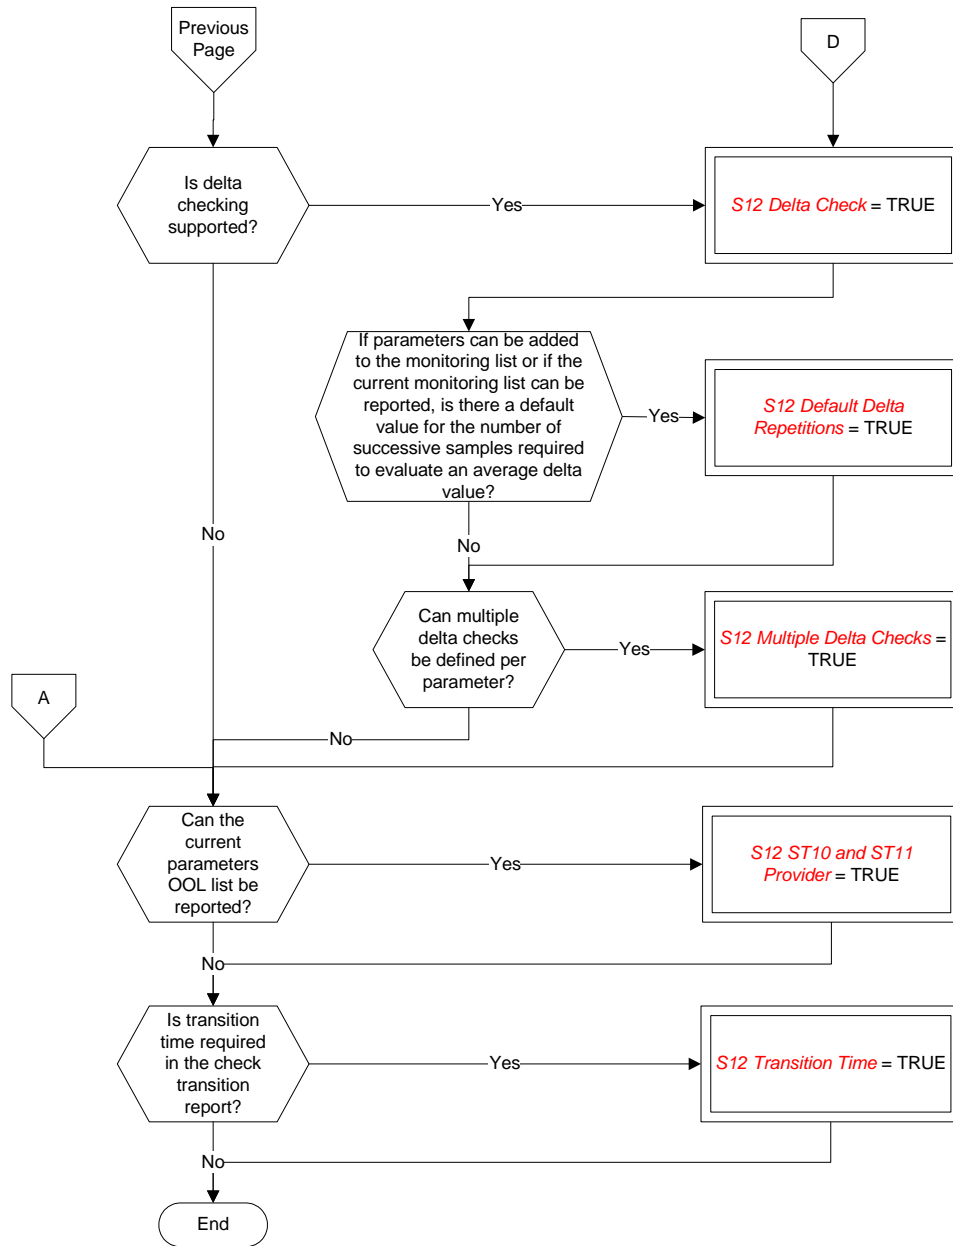 Previous
Page
D
Is delta
checking
supported?
Yes
S12 Delta Check = TRUE
If parameters can be added
to the monitoring list or if the
current monitoring list can be
reported, is there a default
value for the number of
successive samples required
to evaluate an average delta
value?
Yes
S12 Default Delta
Repetitions = TRUE
No
No
Can multiple
delta checks
be defined per
parameter?
Yes
S12 Multiple Delta Checks =
TRUE
A
No
Can the
current
parameters
OOL list be
reported?
Yes
S12 ST10 and ST11
Provider = TRUE
No
Is transition
time required
in the check
transition
report?
Yes
S12 Transition Time = TRUE
No
End